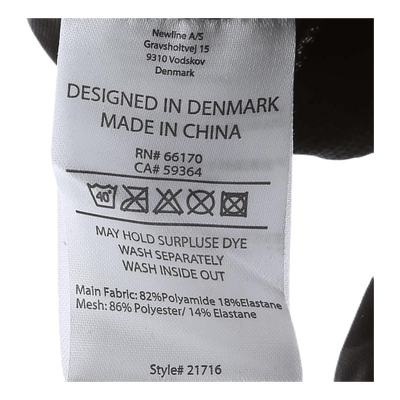 Newline A/S
Gravsholtvej 15
9310 Vodskov
Denmark
DESIGNED IN DENMARK
MADE IN CHINA
RN# 66170
CA# 59364
40°
MAY HOLD SURPLUSE DYE
WASH SEPARATELY
WASH INSIDE OUT
Main Fabric: 82%Polyamide 18%Elastane
Mesh: 86% Polyester/ 14% Elastane
Style# 21716